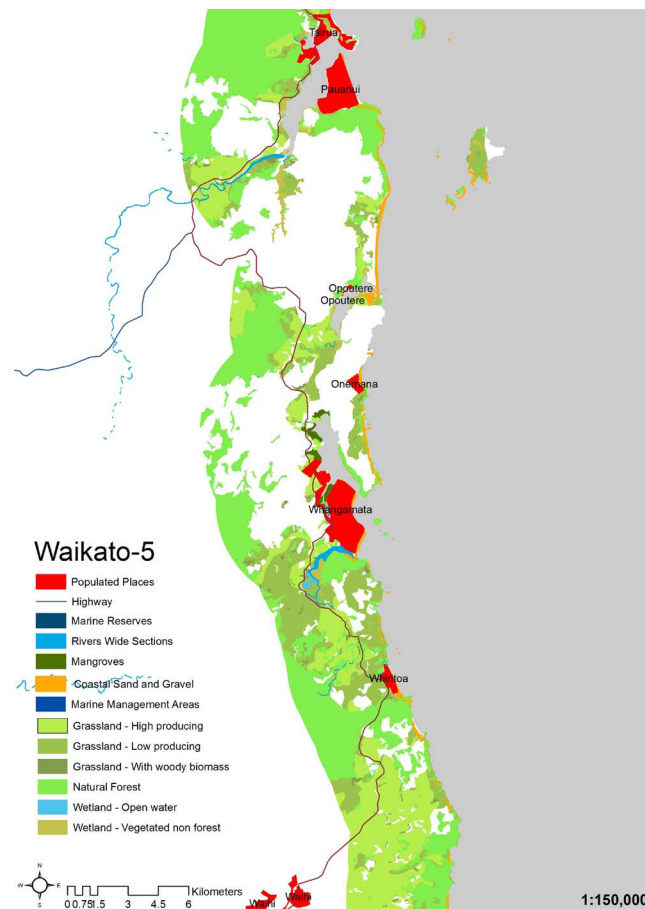 Tairua
Pauanui
Opoutere
Opoutere
Onemana
Whangamata
Waikato-5
Populated Places
Highway
Marine Reserves
Rivers Wide Sections
Mangroves
Coastal Sand and Gravel
Marine Management Areas
Grassland - High producing
Grassland - Low producing
Grassland - With woody biomass
Natural Forest
Wetland - Open water
Wetland - Vegetated non forest
Whiritoa
N
W E
S
Kilometers
0 0.75 1.5 3 4.5 6
Waihi
Waihi
1:150,000